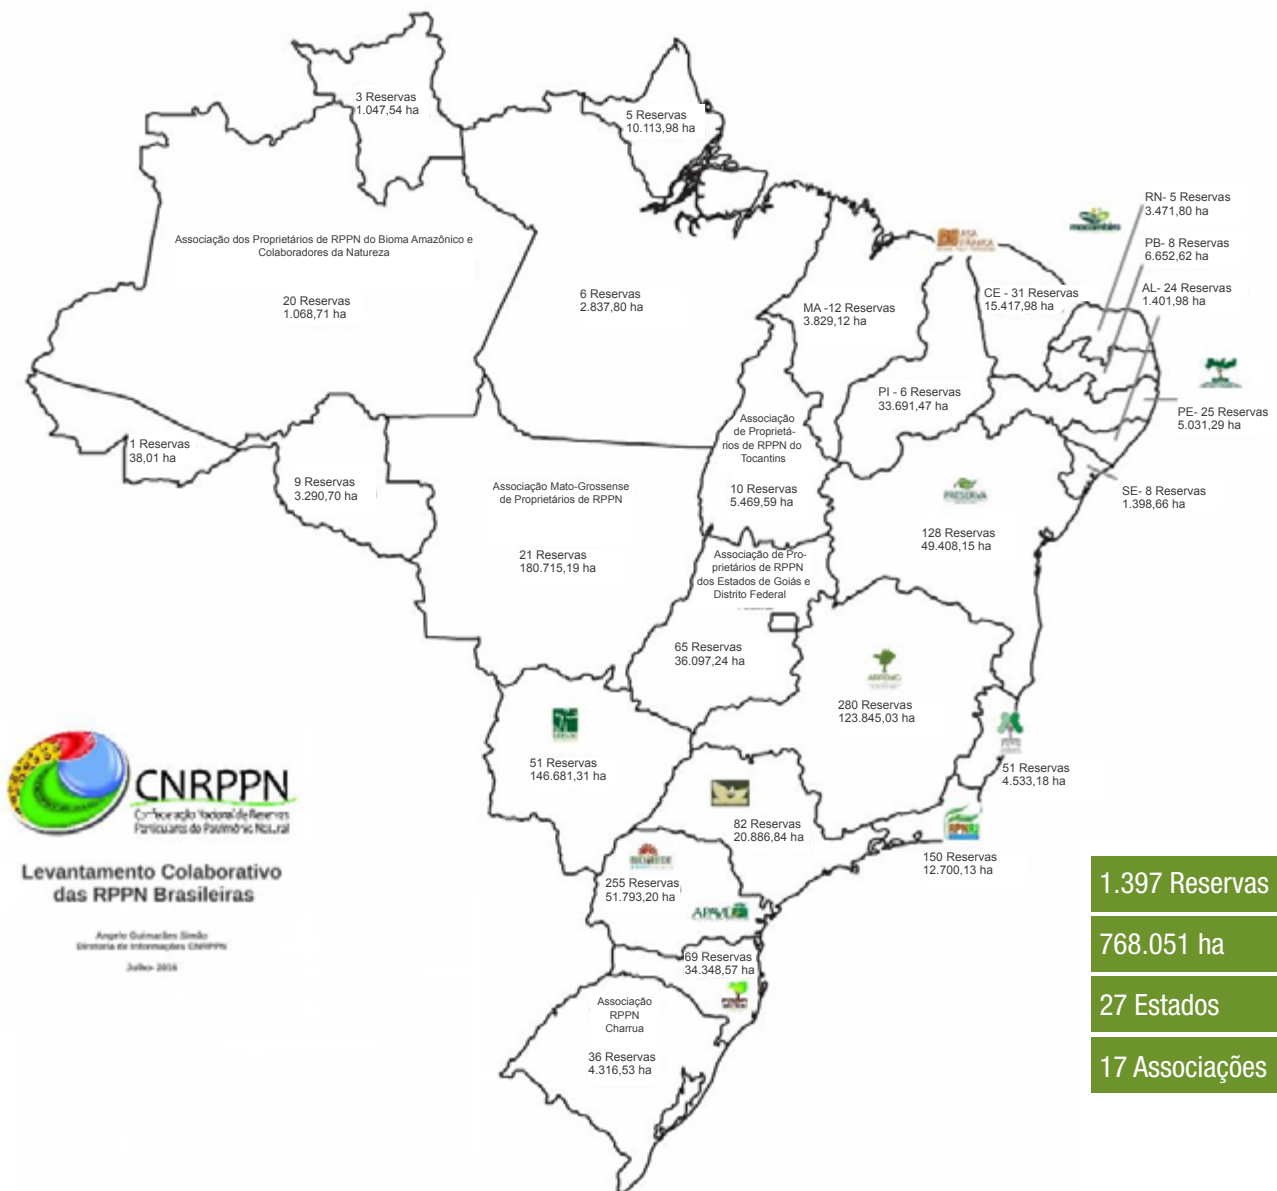 3 Reservas
1.047,54 ha
5 Reservas
10.113,98 ha
RN- 5 Reservas
3.471,80 ha
PB- 8 Reservas
6.652,62 ha
AL- 24 Reservas
1.401,98 ha
Associação dos Proprietários de RPPN do Bioma Amazônico e
Colaboradores da Natureza
20 Reservas
1.068,71 ha
6 Reservas
2.837,80 ha
MA -12 Reservas
3.829,12 ha
CE - 31 Reservas
15.417,98 ha
PI - 6 Reservas
33.691,47 ha
PE- 25 Reservas
5.031,29 ha
1 Reservas
38,01 ha
9 Reservas
3.290,70 ha
Associação Mato-Grossense
de Proprietários de RPPN
21 Reservas
180.715,19 ha
Associação
de Proprietá-
rios de RPPN do
Tocantins
10 Reservas
5.469,59 ha
PRESERVA
128 Reservas
49.408,15 ha
SE- 8 Reservas
1.398,66 ha
Associação de Pro-
prietários de RPPN
dos Estados de Goiás e
Distrito Federal
65 Reservas
36.097,24 ha
ARPEMG
280 Reservas
123.845,03 ha
51 Reservas
146.681,31 ha
51 Reservas
4.533,18 ha
82 Reservas
20.886,84 ha
150 Reservas
12.700,13 ha
255 Reservas
51.793,20 ha
APAVE
69 Reservas
34.348,57 ha
Associação
RPPN
Charrua
36 Reservas
4.316,53 ha
CNRPPN
Confederação Nacional de Reservas
Particulares do Patrimônio Natural
Levantamento Colaborativo
das RPPN Brasileiras
Angelo Guimarães Simão
Diretoria de Informações CNRPPN
Julho- 2016
1.397 Reservas
768.051 ha
27 Estados
17 Associações